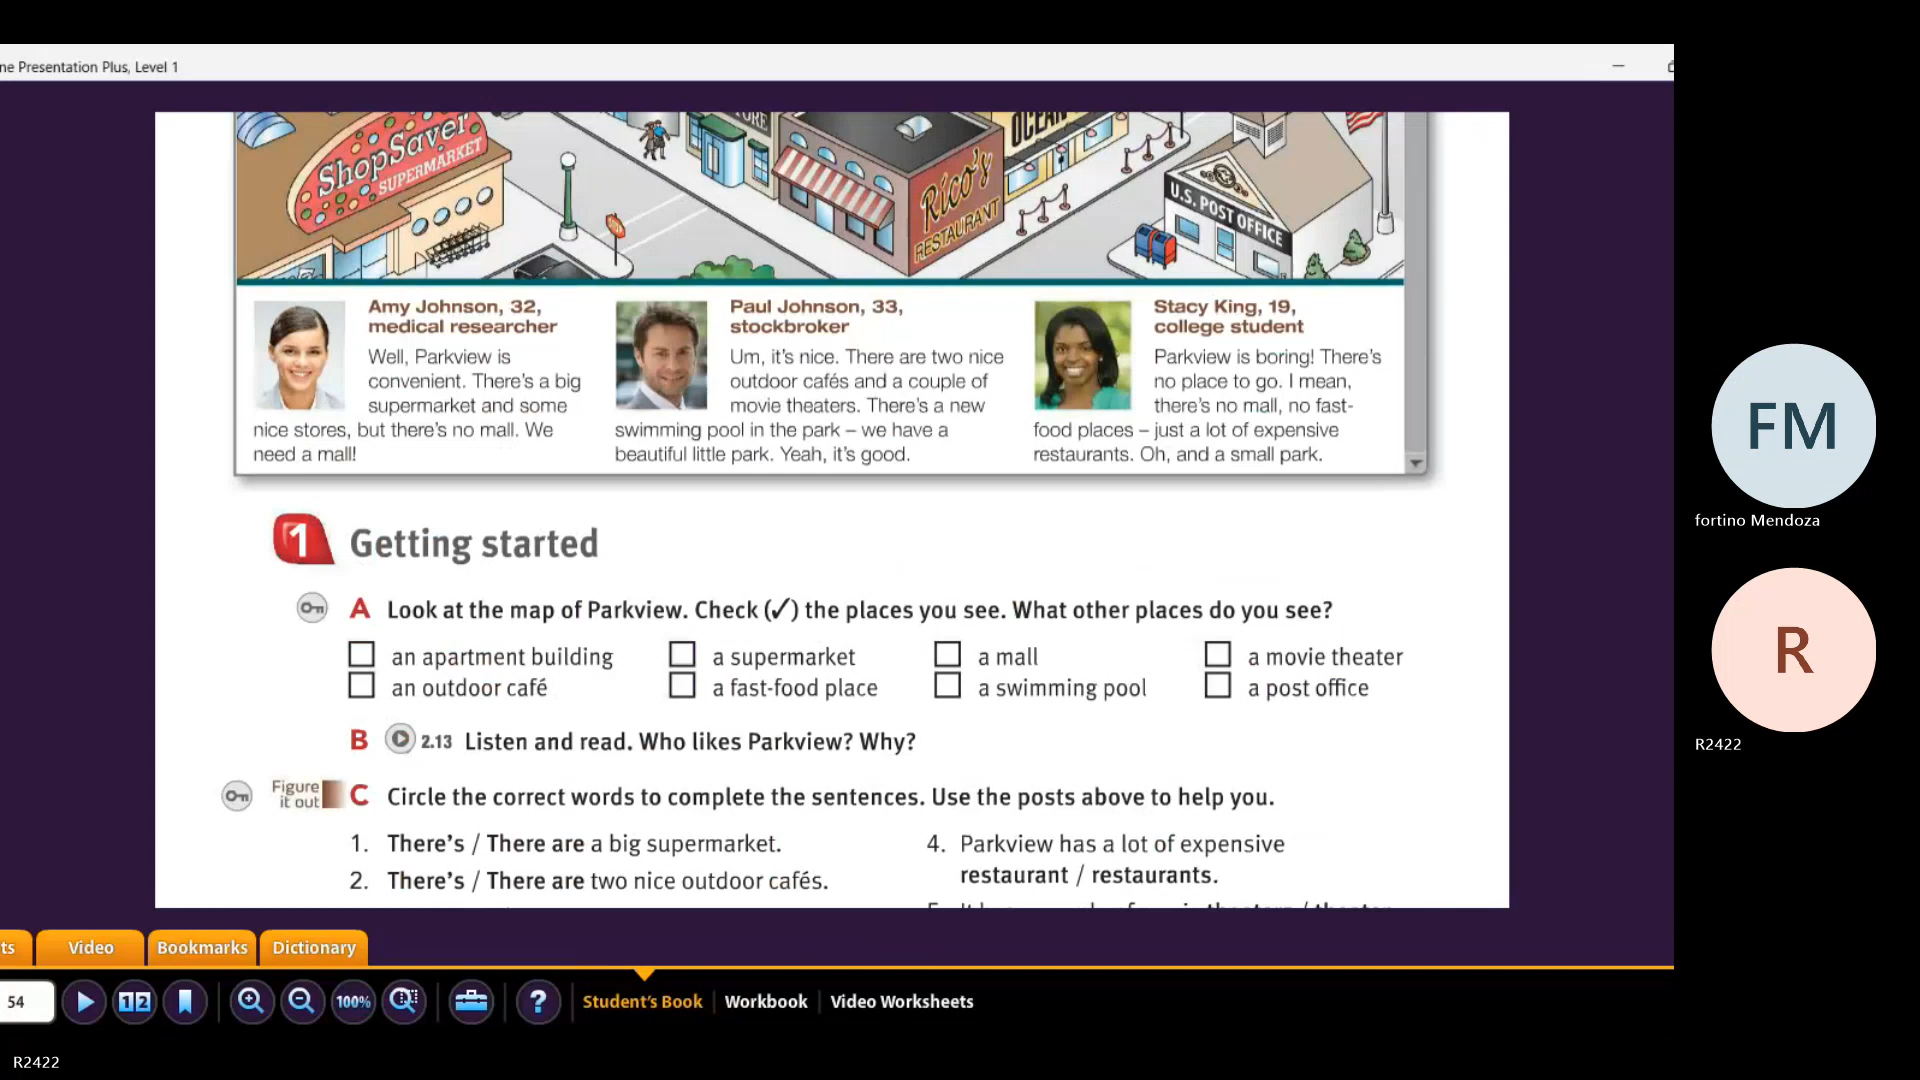 ne Presentation Plus, Level 1
ShopSaver
SUPERMARKET
Rico's
RESTAURANT
U.S. POST OFFICE
Amy Johnson, 32,
medical researcher
Well, Parkview is
convenient. There's a big
supermarket and some
nice stores, but there's no mall. We
need a mall!
Paul Johnson, 33,
stockbroker
Um, it's nice. There are two nice
outdoor cafés and a couple of
movie theaters. There's a new
swimming pool in the park – we have a
beautiful little park. Yeah, it's good.
Stacy King, 19,
college student
Parkview is boring! There's
no place to go. I mean,
there's no mall, no fast-
food places – just a lot of expensive
restaurants. Oh, and a small park.
1 Getting started
A Look at the map of Parkview. Check (✓) the places you see. What other places do you see?
an apartment building a supermarket a mall a movie theater
an outdoor café a fast-food place a swimming pool a post office
B 2.13 Listen and read. Who likes Parkview? Why?
Figure
it out
C Circle the correct words to complete the sentences. Use the posts above to help you.
1. There's / There are a big supermarket.
2. There's / There are two nice outdoor cafés.
4. Parkview has a lot of expensive
restaurant / restaurants.
ts Video Bookmarks Dictionary
54 1 2 100% ? Student's Book Workbook Video Worksheets
FM
fortino Mendoza
R
R2422
R2422